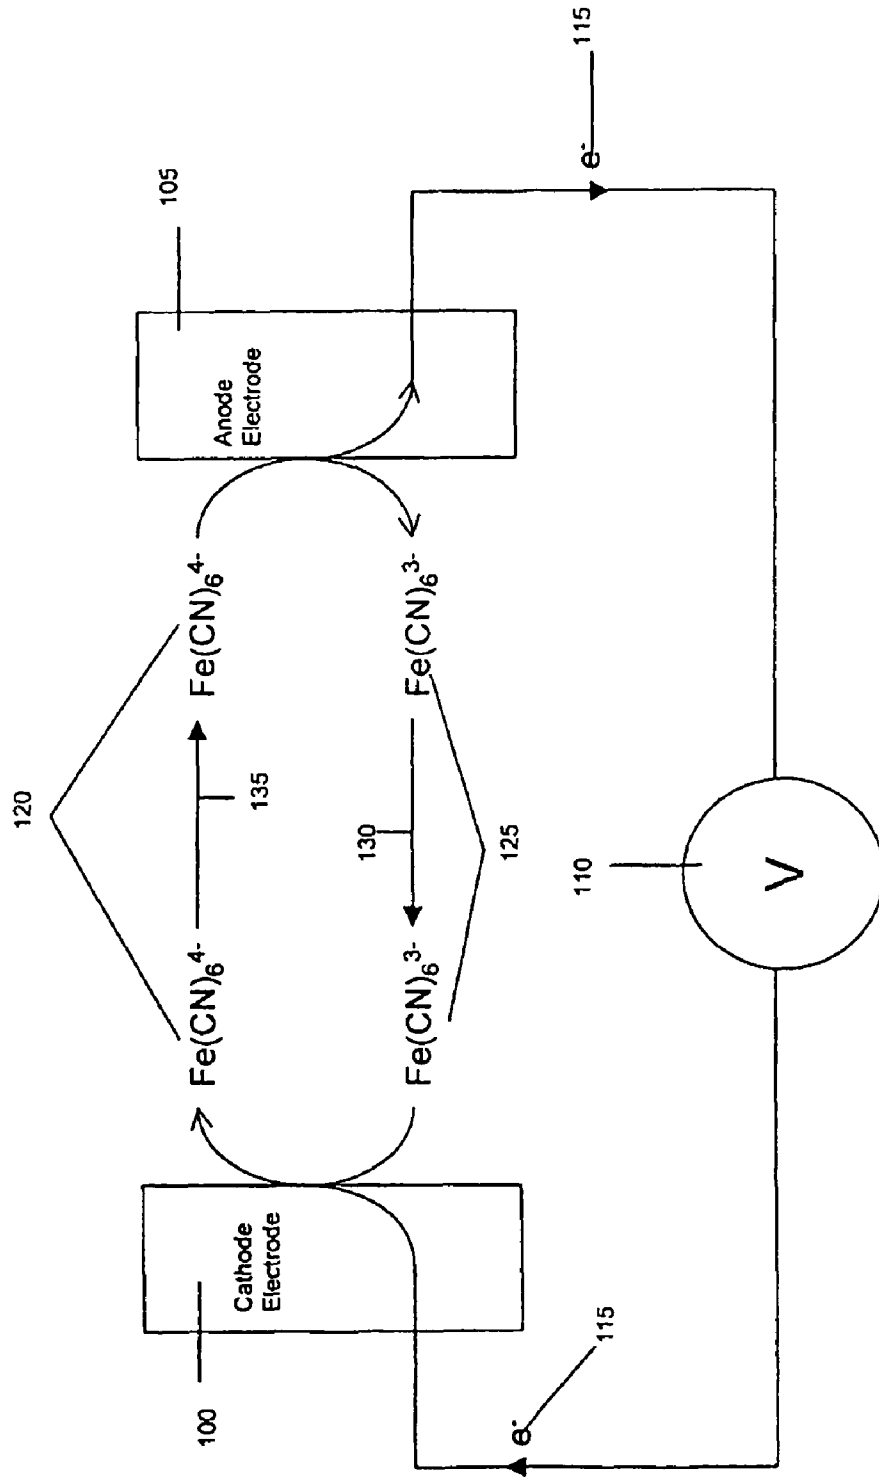 120
105
100
Fe(CN)₆⁴⁻
Fe(CN)₆⁴⁻
Anode
Electrode
Cathode
Electrode
135
130
Fe(CN)₆³⁻
Fe(CN)₆³⁻
125
e⁻
115
110
e⁻
115
V